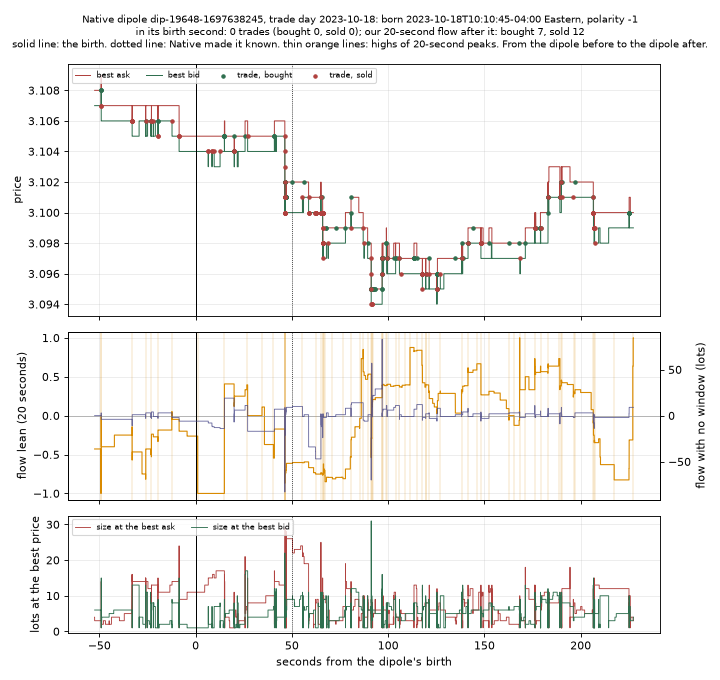 Native dipole dip-19648-1697638245, trade day 2023-10-18: born 2023-10-18T10:10:45-04:00 Eastern, polarity -1
in its birth second: 0 trades (bought 0, sold 0); our 20-second flow after it: bought 7, sold 12
solid line: the birth. dotted line: Native made it known. thin orange lines: highs of 20-second peaks. From the dipole before to the dipole after.
best ask best bid trade, bought trade, sold
3.108
3.106
3.104
3.102
3.100
3.098
3.096
3.094
price
1.0
0.5
0.0
−0.5
−1.0
flow lean (20 seconds)
50
0
−50
flow with no window (lots)
size at the best ask size at the best bid
30
20
10
0
lots at the best price
−50 0 50 100 150 200
seconds from the dipole's birth